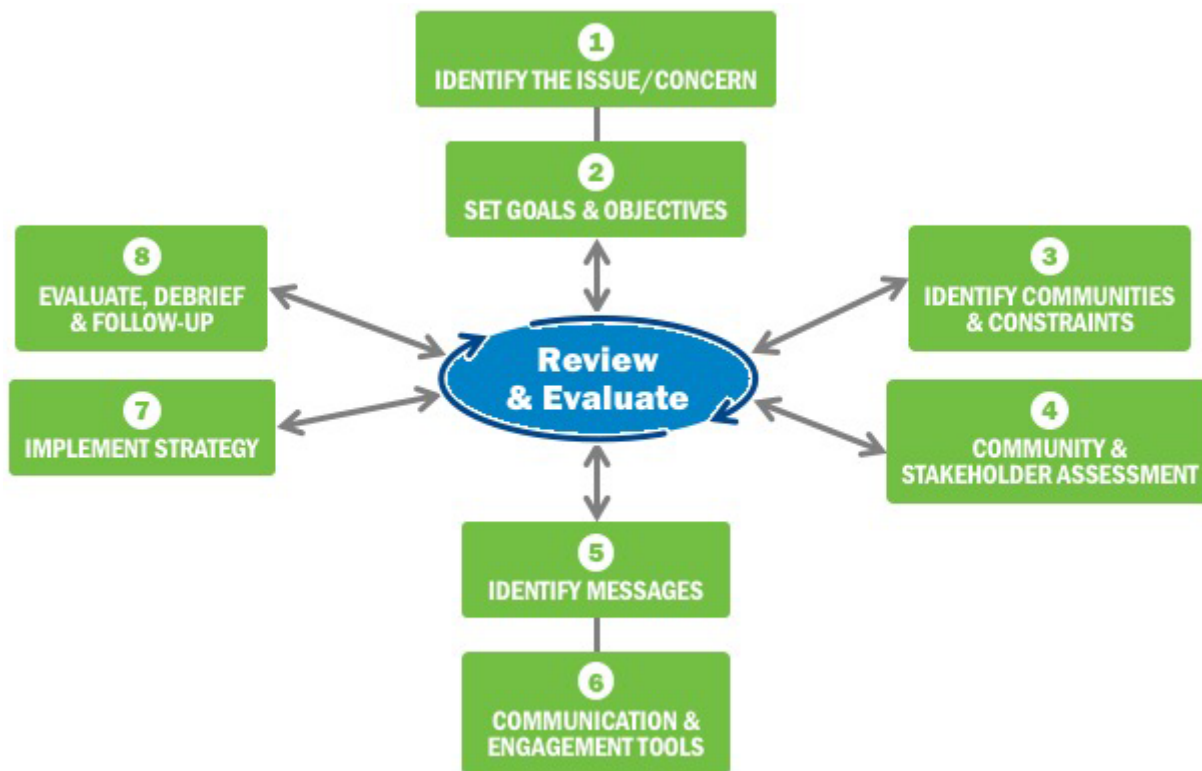 1
IDENTIFY THE ISSUE/CONCERN
2
SET GOALS & OBJECTIVES
3
IDENTIFY COMMUNITIES
& CONSTRAINTS
4
COMMUNITY &
STAKEHOLDER ASSESSMENT
5
IDENTIFY MESSAGES
6
COMMUNICATION &
ENGAGEMENT TOOLS
7
IMPLEMENT STRATEGY
8
EVALUATE, DEBRIEF
& FOLLOW-UP
Review
& Evaluate